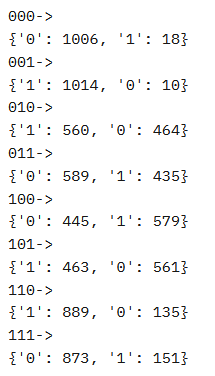 000->
{'0': 1006, '1': 18}
001->
{'1': 1014, '0': 10}
010->
{'1': 560, '0': 464}
011->
{'0': 589, '1': 435}
100->
{'0': 445, '1': 579}
101->
{'1': 463, '0': 561}
110->
{'1': 889, '0': 135}
111->
{'0': 873, '1': 151}